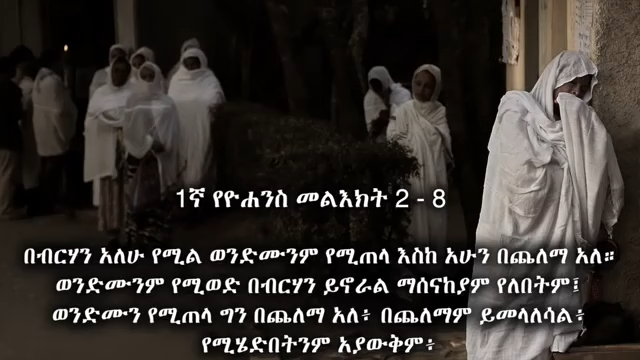 1ኛ የዮሐንስ መልእክት 2 - 8
በብርሃን አለሁ የሚል ወንድሙንም የሚጠላ እስከ አሁን በጨለማ አለ።
ወንድሙንም የሚወድ በብርሃን ይኖራል ማሰናከያም የለበትም፤
ወንድሙን የሚጠላ ግን በጨለማ አለ፥ በጨለማም ይመላለሳል፥
የሚሄድበትንም አያውቅም፥